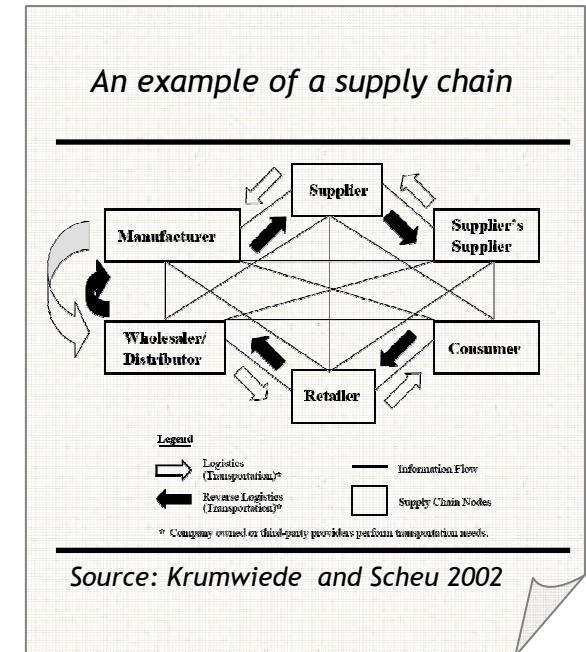 An example of a supply chain
Supplier
Manufacturer
Supplier's
Supplier
Wholesaler/
Distributor
Consumer
Retailer
Legend
Logistics
(Transportation)*
Information Flow
Reverse Logistics
(Transportation)*
Supply Chain Nodes
* Company owned or third-party providers perform transportation needs.
Source: Krumwiede and Scheu 2002